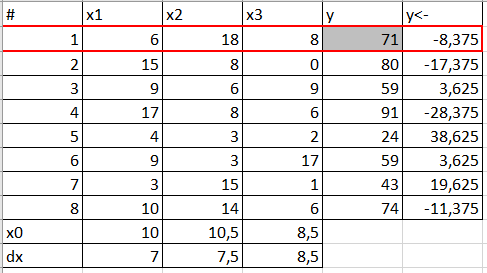 # x1 x2 x3 y y<-
1 6 18 8 71 -8,375
2 15 8 0 80 -17,375
3 9 6 9 59 3,625
4 17 8 6 91 -28,375
5 4 3 2 24 38,625
6 9 3 17 59 3,625
7 3 15 1 43 19,625
8 10 14 6 74 -11,375
x0 10 10,5 8,5
dx 7 7,5 8,5